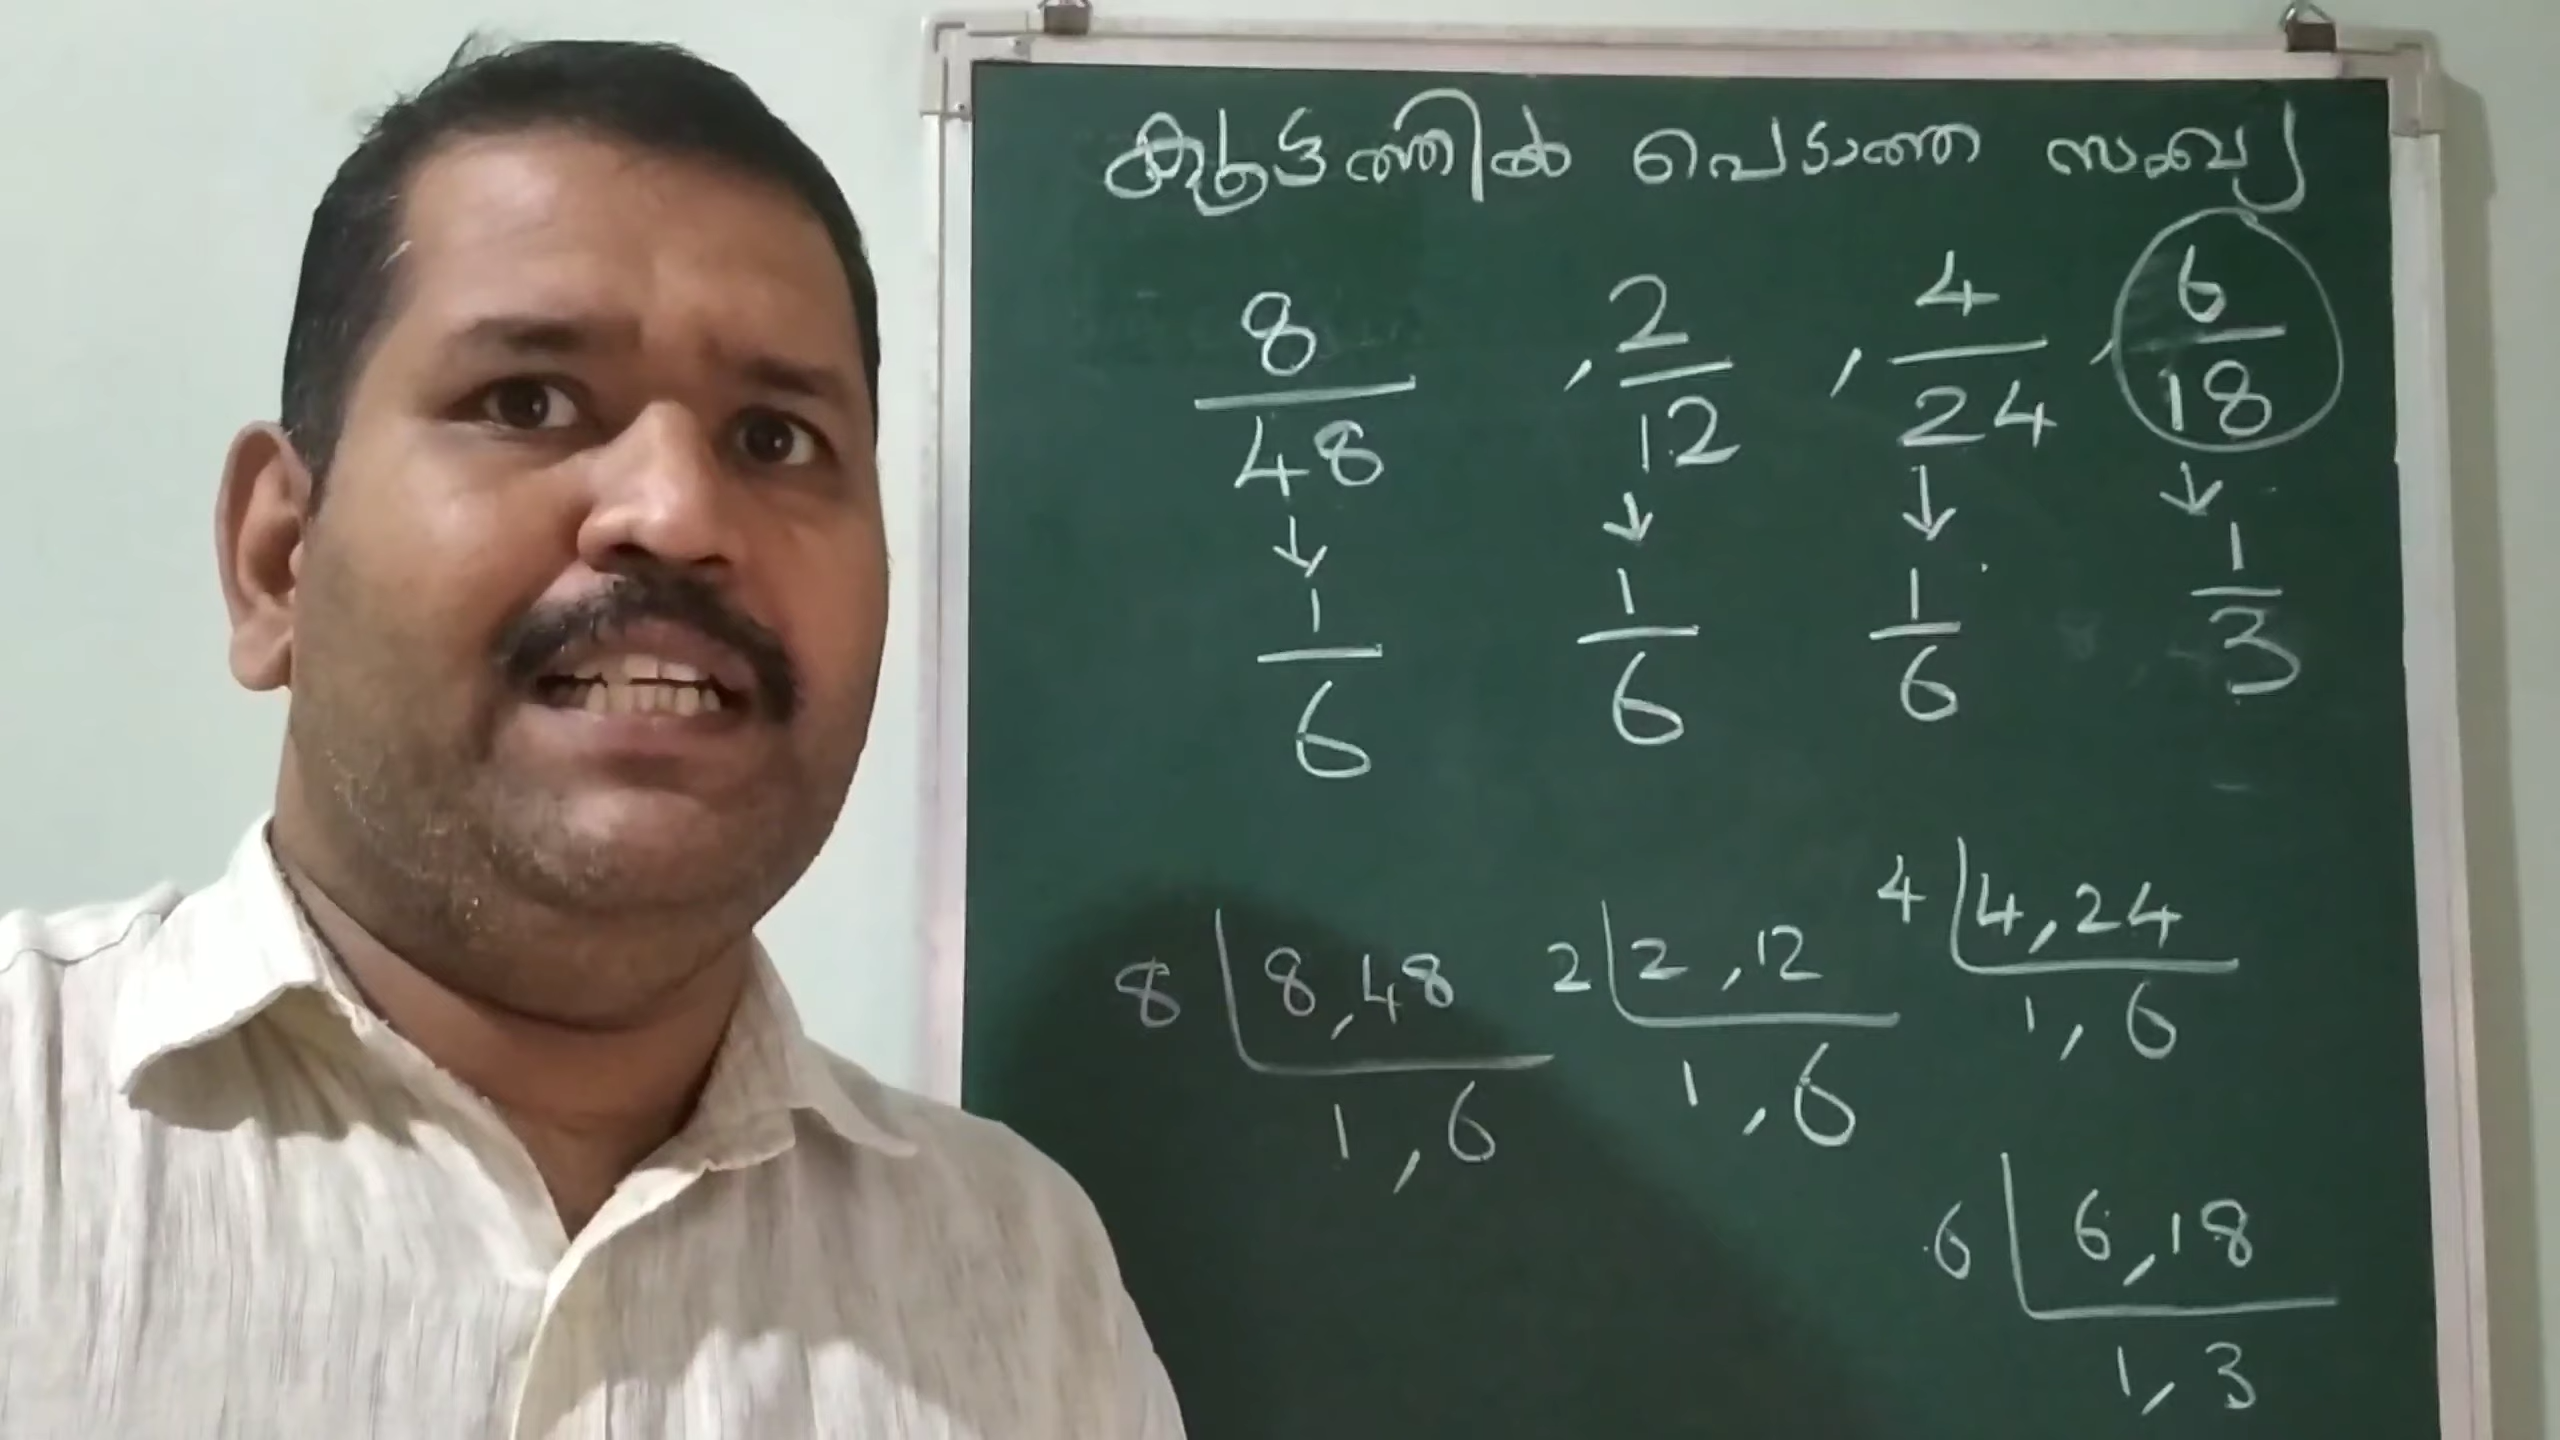 കൂട്ടത്തിൽ പെടാത്ത സംഖ്യ
8/48 , 2/12 , 4/24 , 6/18
↓ ↓ ↓ ↓
1/6 1/6 1/6 1/3
8 | 8, 48
1, 6
2 | 2, 12
1, 6
4 | 4, 24
1, 6
6 | 6, 18
1, 3